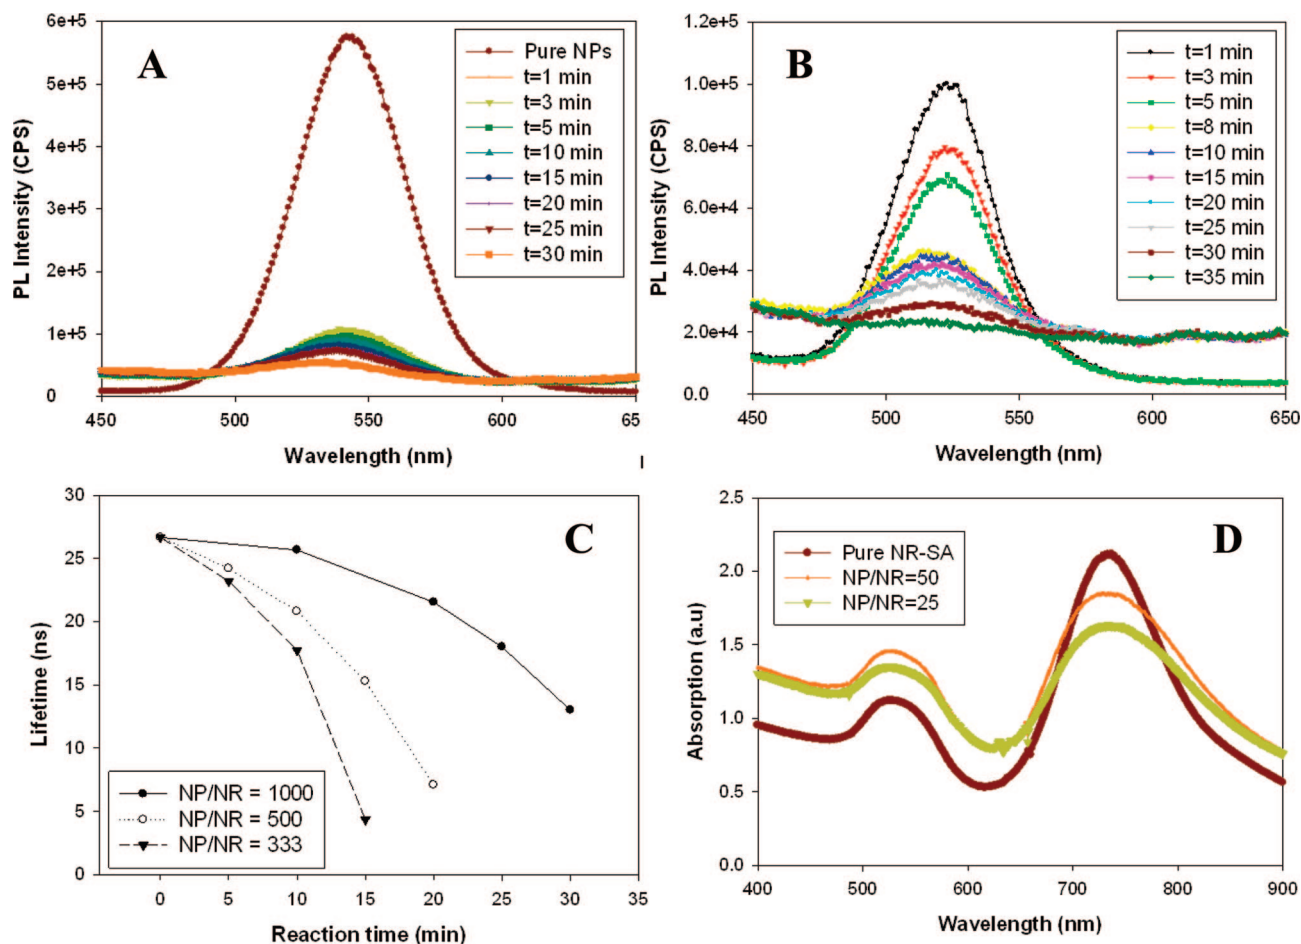 A
6e+5
5e+5
4e+5
3e+5
2e+5
1e+5
0
PL Intensity (CPS)
450 500 550 600 65
Wavelength (nm)
Pure NPs
t=1 min
t=3 min
t=5 min
t=10 min
t=15 min
t=20 min
t=25 min
t=30 min
B
1.2e+5
1.0e+5
8.0e+4
6.0e+4
4.0e+4
2.0e+4
0.0
PL Intensity (CPS)
450 500 550 600 650
Wavelength (nm)
t=1 min
t=3 min
t=5 min
t=8 min
t=10 min
t=15 min
t=20 min
t=25 min
t=30 min
t=35 min
C
30
25
20
15
10
5
0
Lifetime (ns)
0 5 10 15 20 25 30 35
Reaction time (min)
NP/NR = 1000
NP/NR = 500
NP/NR = 333
D
2.5
2.0
1.5
1.0
0.5
0.0
Absorption (a.u)
400 500 600 700 800 900
Wavelength (nm)
Pure NR-SA
NP/NR=50
NP/NR=25